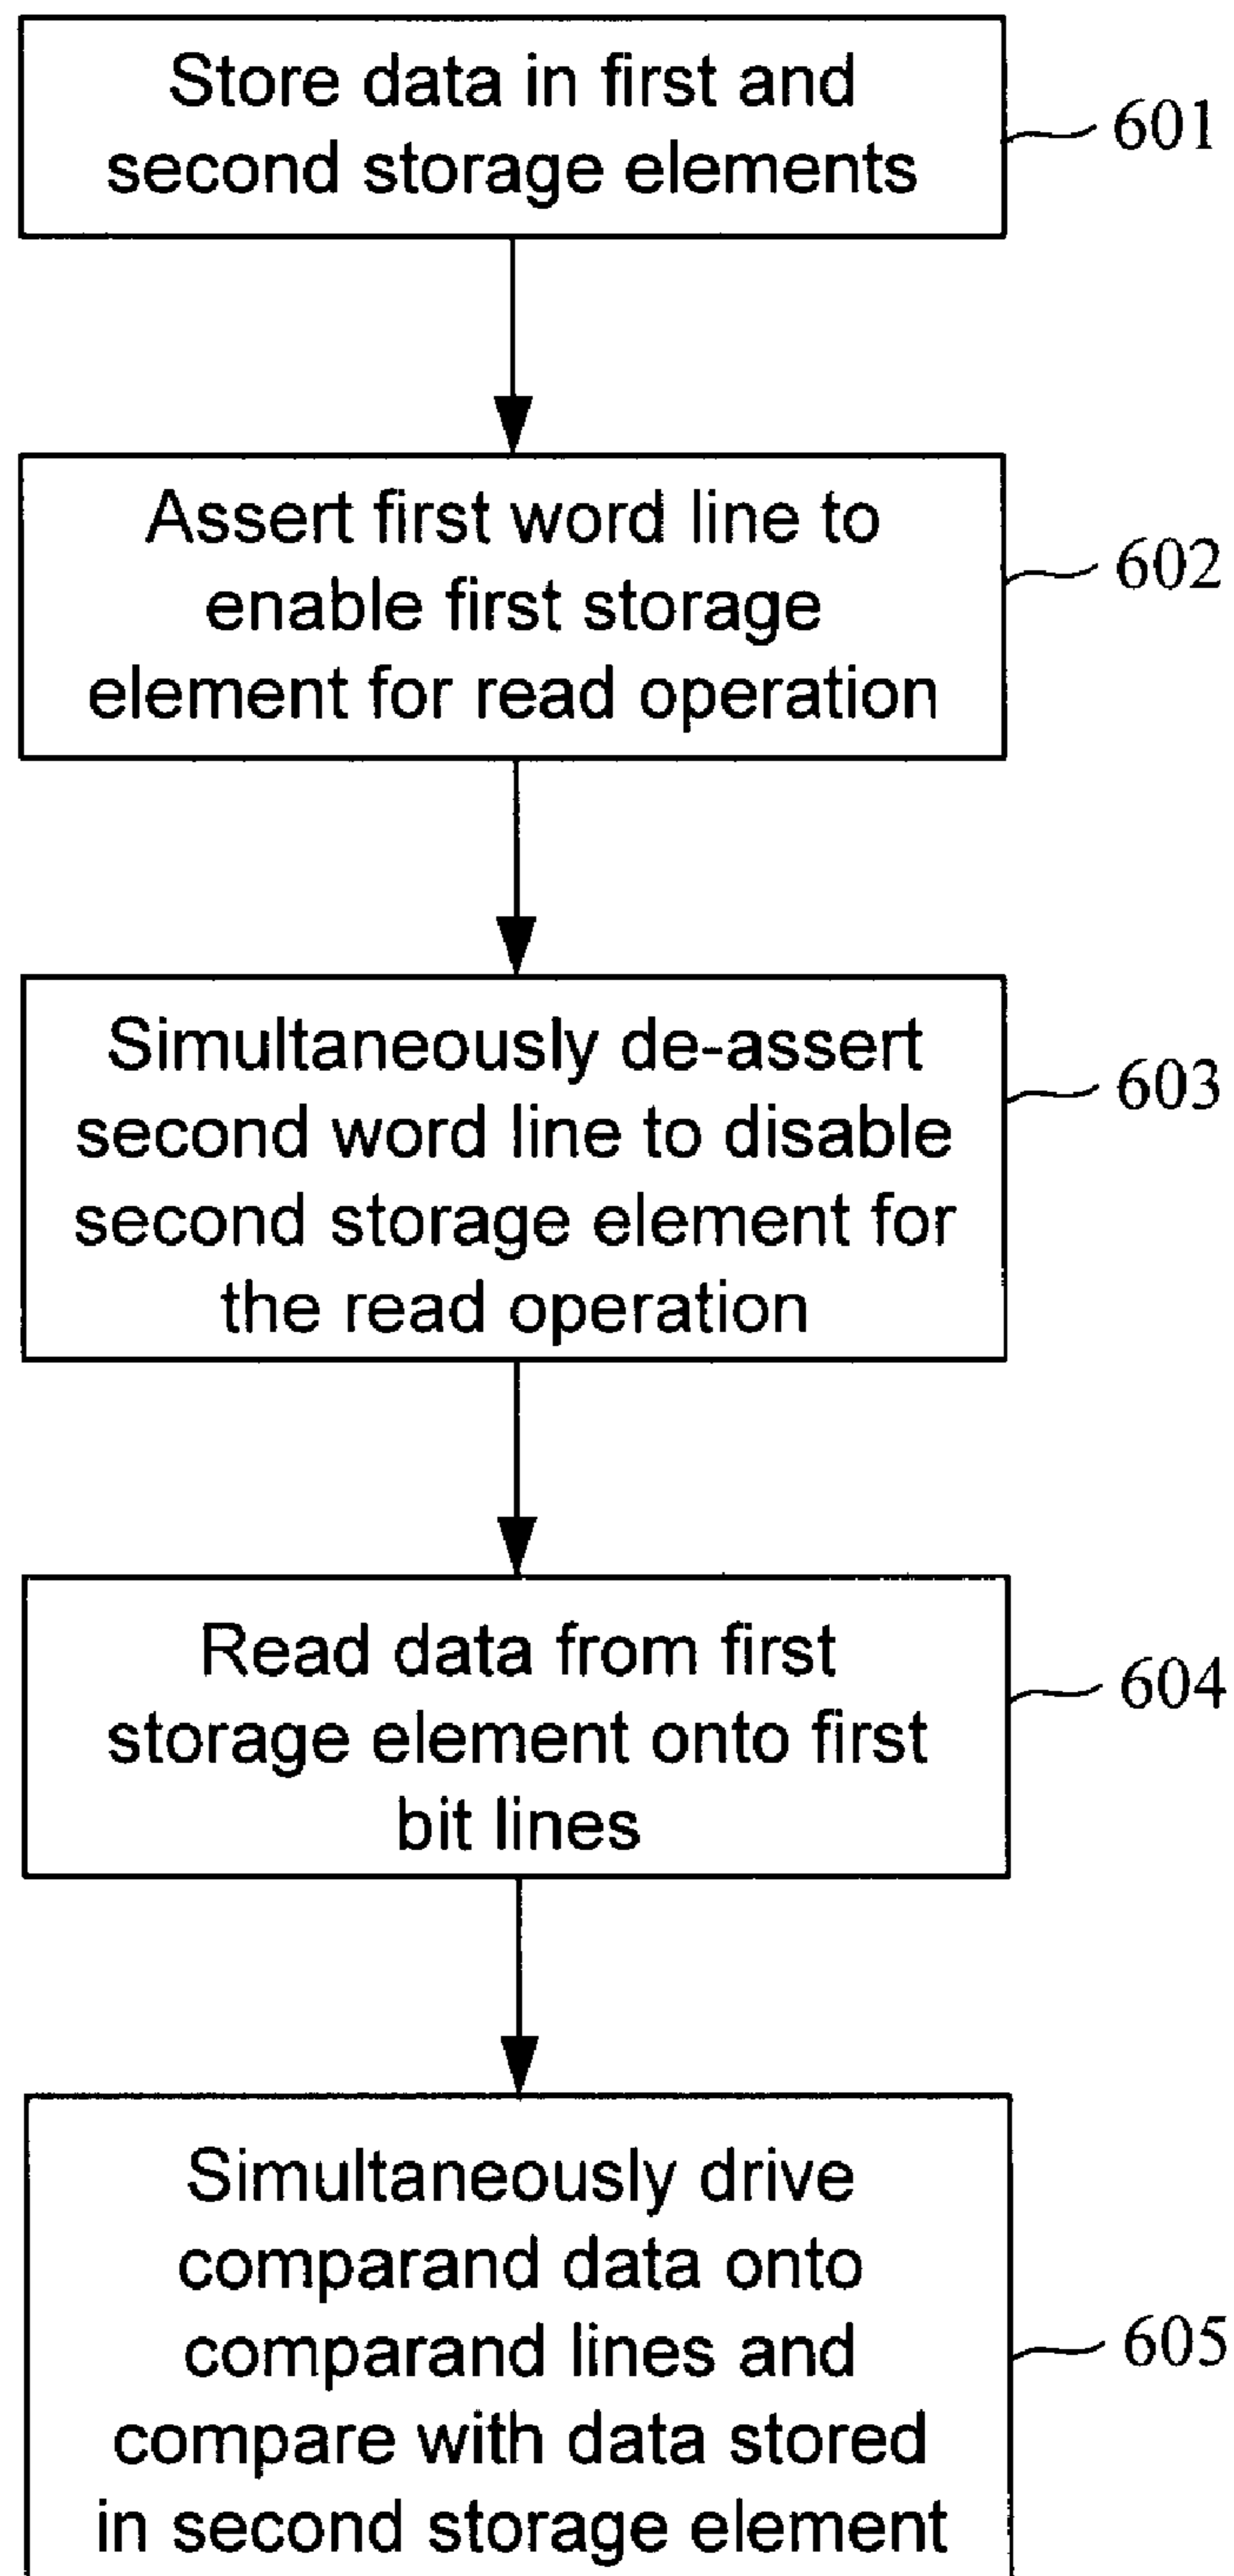 Store data in first and
second storage elements
601
Assert first word line to
enable first storage
element for read operation
602
Simultaneously de-assert
second word line to disable
second storage element for
the read operation
603
Read data from first
storage element onto first
bit lines
604
Simultaneously drive
comparand data onto
comparand lines and
compare with data stored
in second storage element
605